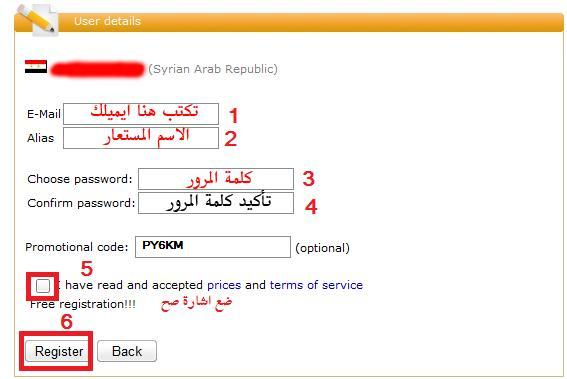 User details
(Syrian Arab Republic)
E-Mail تكتب هنا ايميلك 1
Alias الاسم المستعار 2
Choose password: كلمة المرور 3
Confirm password: تأكيد كلمة المرور 4
Promotional code: PY6KM (optional)
5
I have read and accepted prices and terms of service
Free registration!!! ضع اشارة صح
6
Register Back